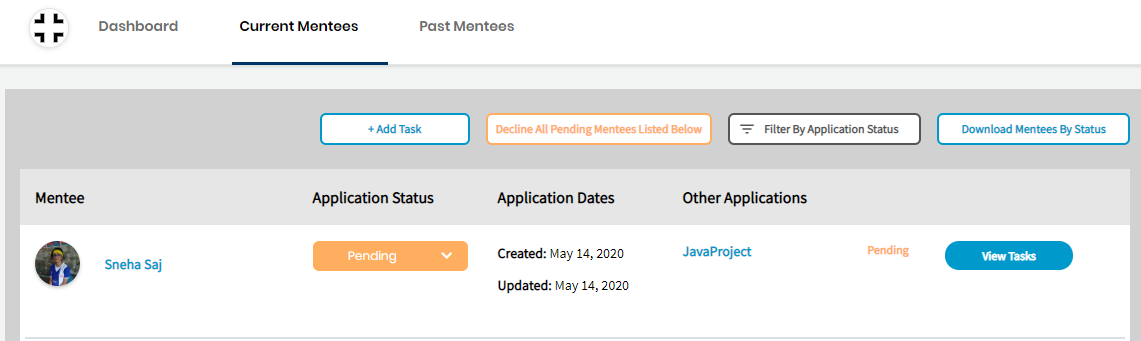 Dashboard Current Mentees Past Mentees
+ Add Task Decline All Pending Mentees Listed Below Filter By Application Status Download Mentees By Status
Mentee Application Status Application Dates Other Applications
Sneha Saj Pending Created: May 14, 2020 JavaProject Pending View Tasks
Updated: May 14, 2020